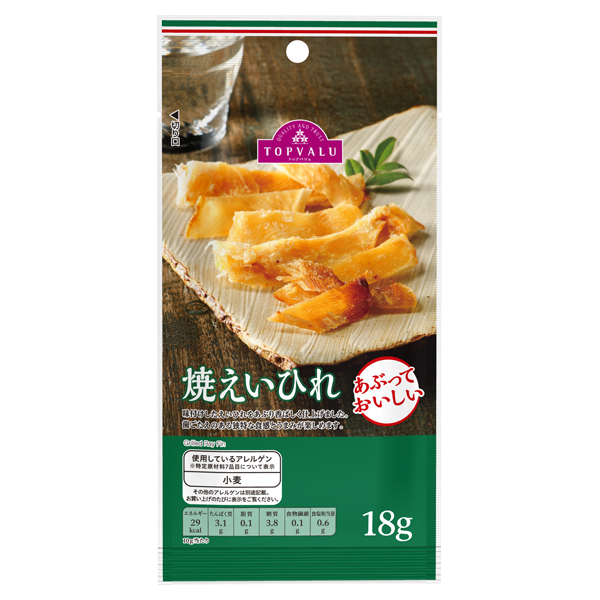 QUALITY AND TRUST
TOPVALU
トップバリュ
開け口
焼えいひれ
あぶって
おいしい
味付けしたえいひれをあぶり香ばしく仕上げました。
歯ごたえのある独特な食感とうまみが楽しめます。
Grilled Ray Fin
使用しているアレルゲン
※特定原材料7品目について表示
小麦
その他のアレルゲンは別途記載。
お買い上げのたびに表示をご覧ください。
エネルギー たんぱく質 脂質 糖質 食物繊維 食塩相当量
29 kcal 3.1 g 0.1 g 3.8 g 0.1 g 0.6 g
10g当たり
18g